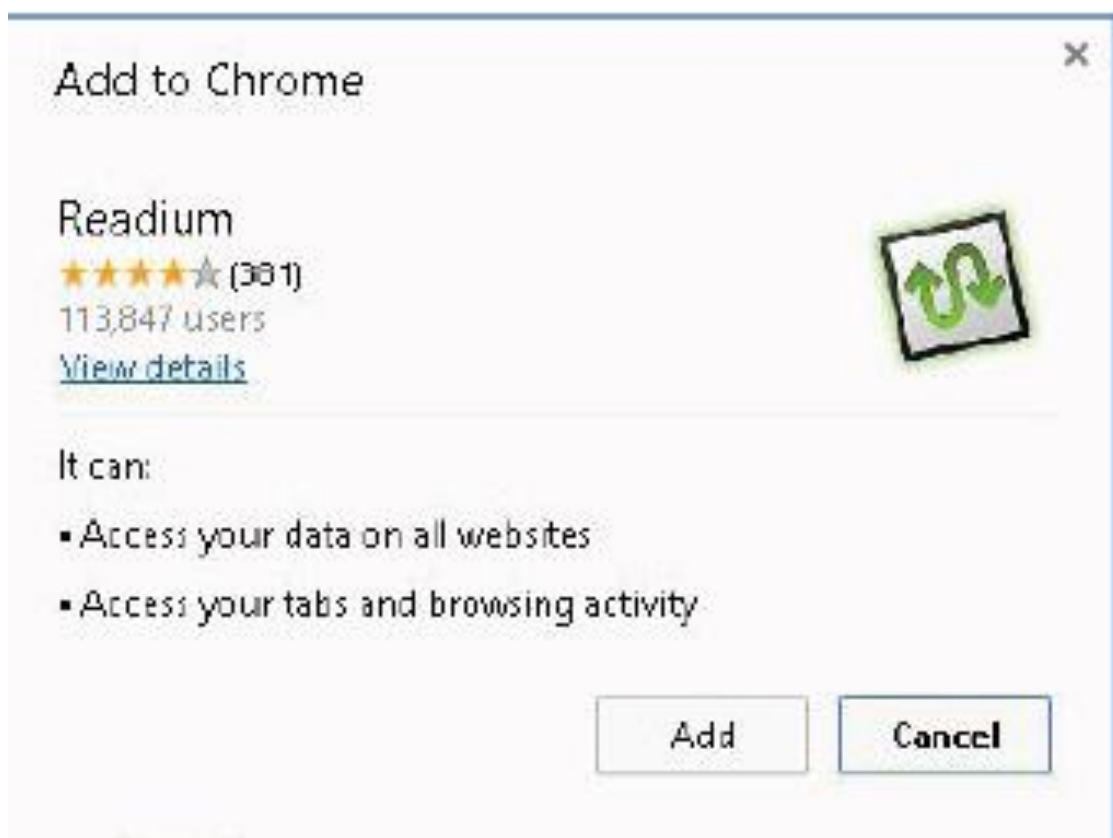 Add to Chrome
Readium
(381)
113,847 users
View details
It can:
▪ Access your data on all websites
▪ Access your tabs and browsing activity
Add
Cancel